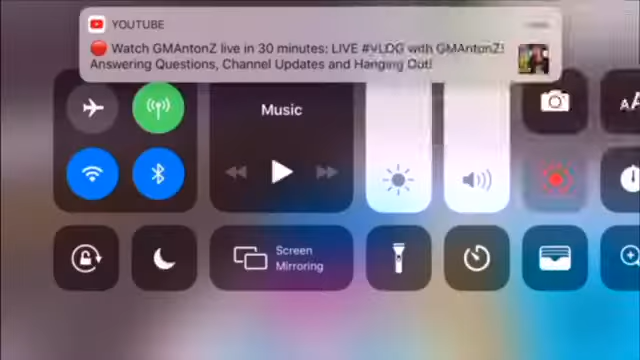 YOUTUBE
🔴 Watch GMAntonZ live in 30 minutes: LIVE #VLOG with GMAntonZ!
Answering Questions, Channel Updates and Hanging Out!
Music
Screen
Mirroring